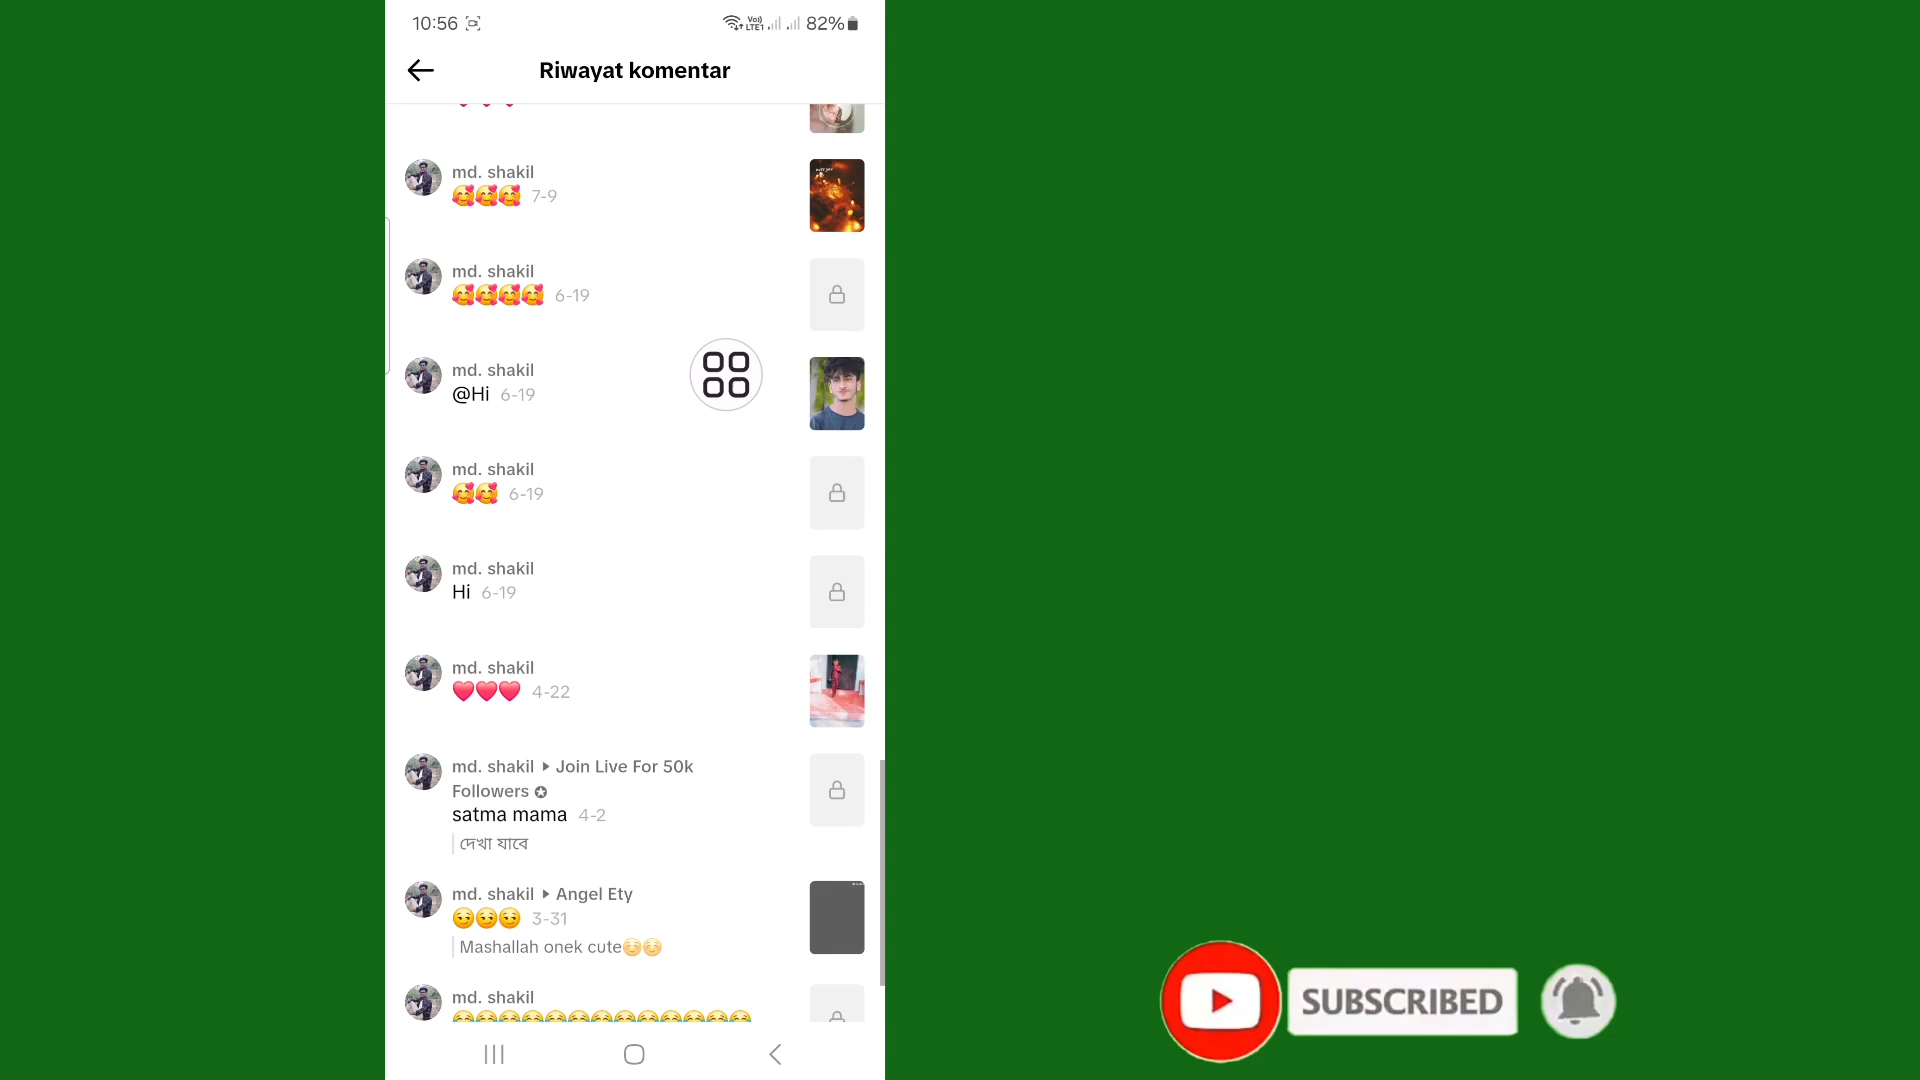 10:56 82%
Riwayat komentar
md. shakil
🥰🥰🥰 7-9
md. shakil
🥰🥰🥰🥰 6-19
md. shakil
@Hi 6-19
md. shakil
🥰🥰 6-19
md. shakil
Hi 6-19
md. shakil
❤️❤️❤️ 4-22
md. shakil ▸ Join Live For 50k
Followers
satma mama 4-2
দেখা যাবে
md. shakil ▸ Angel Ety
😏😏😏 3-31
Mashallah onek cute☺️☺️
md. shakil
SUBSCRIBED